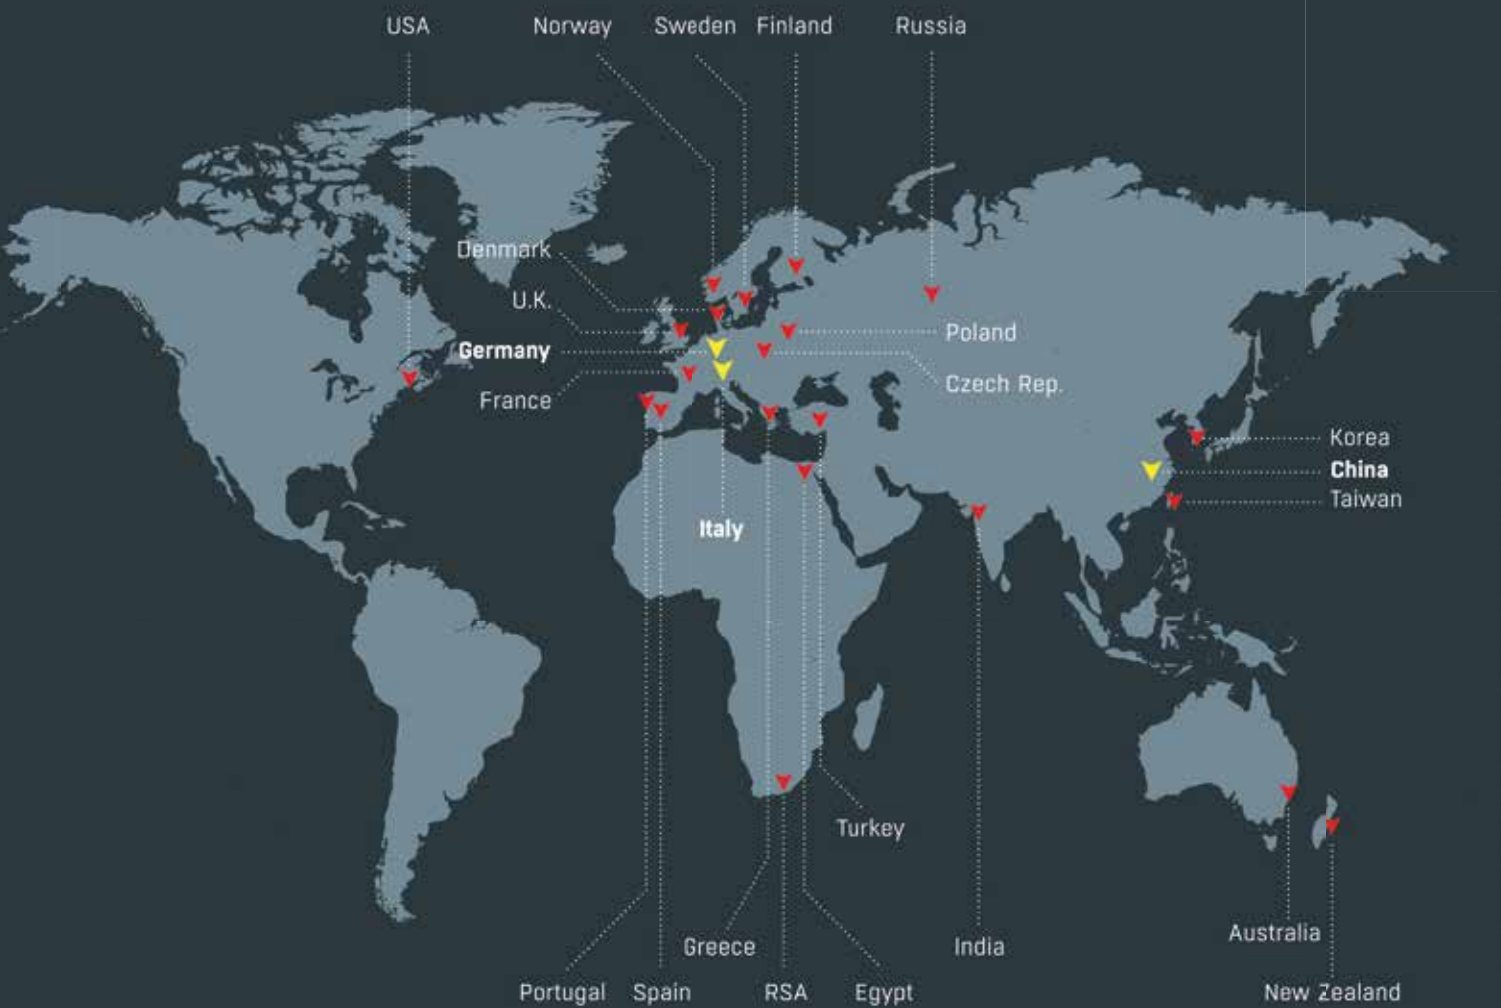 USA
Norway
Sweden
Finland
Russia
Denmark
U.K.
Germany
France
Poland
Czech Rep.
Korea
China
Taiwan
Italy
Turkey
Greece
India
Australia
Portugal
Spain
RSA
Egypt
New Zealand